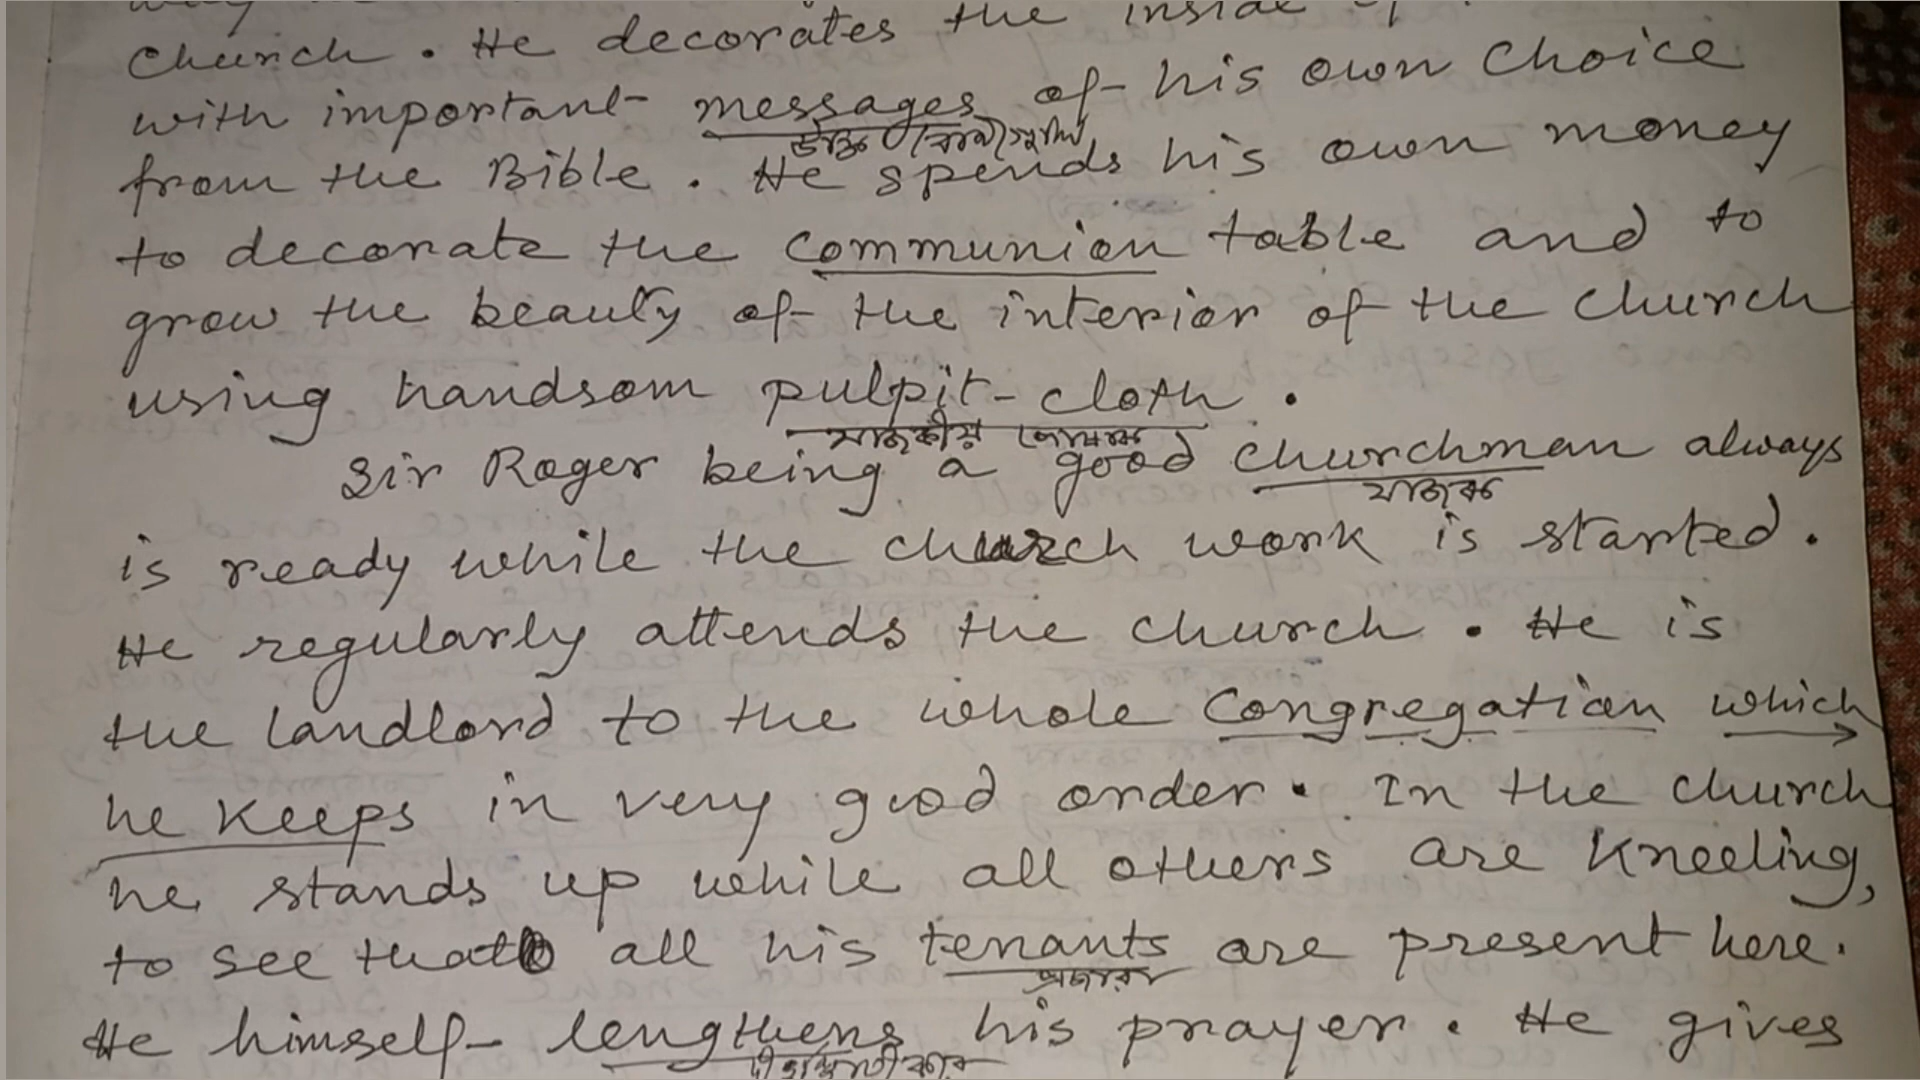 church. He decorates the inside of
with important messages of his own choice
from the Bible. He spends his own money
to decorate the communion table and to
grow the beauty of the interior of the church
using handsom pulpit-cloth.
যাজকীয় পোষাক
Sir Roger being a good churchman always
যাজক
is ready while the church work is started.
He regularly attends the church. He is
the landlord to the whole congregation which
he keeps in very good order. In the church
he stands up while all others are kneeling,
to see that all his tenants are present here.
He himself lengthens his prayer. He gives